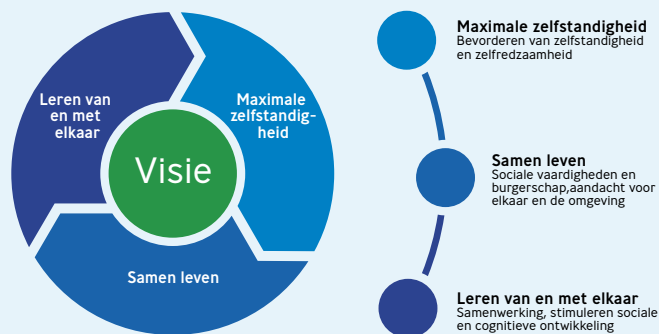 Leren van
en met
elkaar
Maximale
zelfstandig-
heid
Visie
Samen leven
Maximale zelfstandigheid
Bevorderen van zelfstandigheid
en zelfredzaamheid
Samen leven
Sociale vaardigheden en
burgerschap,aandacht voor
elkaar en de omgeving
Leren van en met elkaar
Samenwerking, stimuleren sociale
en cognitieve ontwikkeling